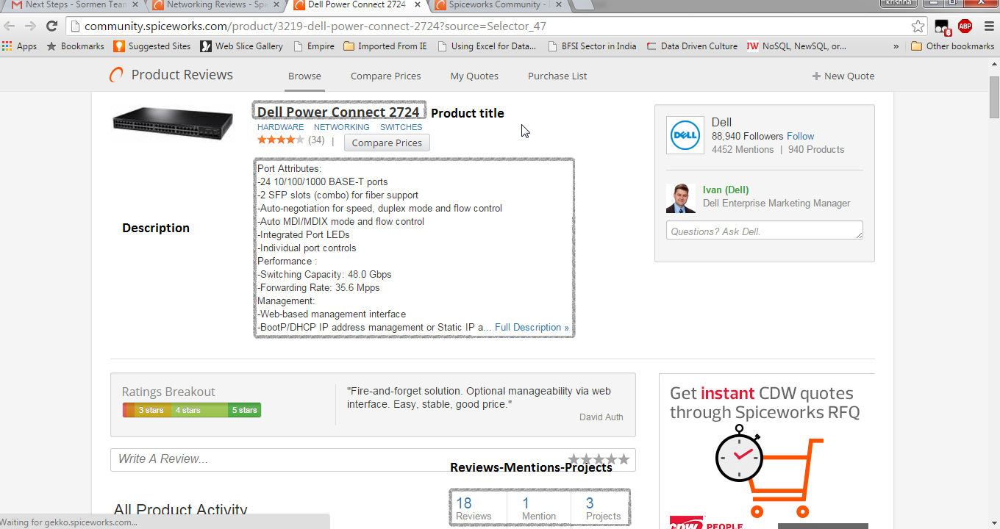 Next Steps - Sormen Team
Networking Reviews - Spi
Dell Power Connect 2724
Spiceworks Community -
krishna
community.spiceworks.com/product/3219-dell-power-connect-2724?source=Selector_47
6
ABP
Apps
Bookmarks
Suggested Sites
Web Slice Gallery
Empire
Imported From IE
Using Excel for Data...
BFSI Sector in India
Data Driven Culture
IW NoSQL, NewSQL, or...
»
Other bookmarks
Product Reviews
Browse
Compare Prices
My Quotes
Purchase List
+ New Quote
Dell Power Connect 2724 Product title
HARDWARE NETWORKING SWITCHES
(34) | Compare Prices
Port Attributes:
-24 10/100/1000 BASE-T ports
-2 SFP slots (combo) for fiber support
-Auto-negotiation for speed, duplex mode and flow control
-Auto MDI/MDIX mode and flow control
-Integrated Port LEDs
-Individual port controls
Performance :
-Switching Capacity: 48.0 Gbps
-Forwarding Rate: 35.6 Mpps
Management:
-Web-based management interface
-BootP/DHCP IP address management or Static IP a... Full Description »
Description
DELL
Dell
88,940 Followers Follow
4452 Mentions | 940 Products
Ivan (Dell)
Dell Enterprise Marketing Manager
Questions? Ask Dell.
Ratings Breakout
3 stars 4 stars 5 stars
"Fire-and-forget solution. Optional manageability via web
interface. Easy, stable, good price."
David Auth
Write A Review...
Reviews-Mentions-Projects
All Product Activity
18 1 3
Reviews Mention Projects
Get instant CDW quotes
through Spiceworks RFQ
CDW PEOPLE
Waiting for gekko.spiceworks.com...